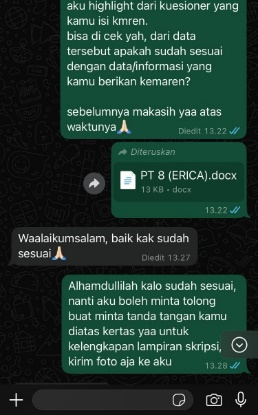 aku highlight dari kuesioner yang
kamu isi kmren.
bisa di cek yah, dari data
tersebut apakah sudah sesuai
dengan data/informasi yang
kamu berikan kemaren?
sebelumnya makasih yaa atas
waktunya🙏🏻
Diedit 13.22
Diteruskan
PT 8 (ERICA).docx
13 KB • docx
13.22
Waalaikumsalam, baik kak sudah
sesuai🙏🏻
Diedit 13.27
Alhamdullilah kalo sudah sesuai,
nanti aku boleh minta tolong
buat minta tanda tangan kamu
diatas kertas yaa untuk
kelengkapan lampiran skripsi,
kirim foto aja ke aku
13.28